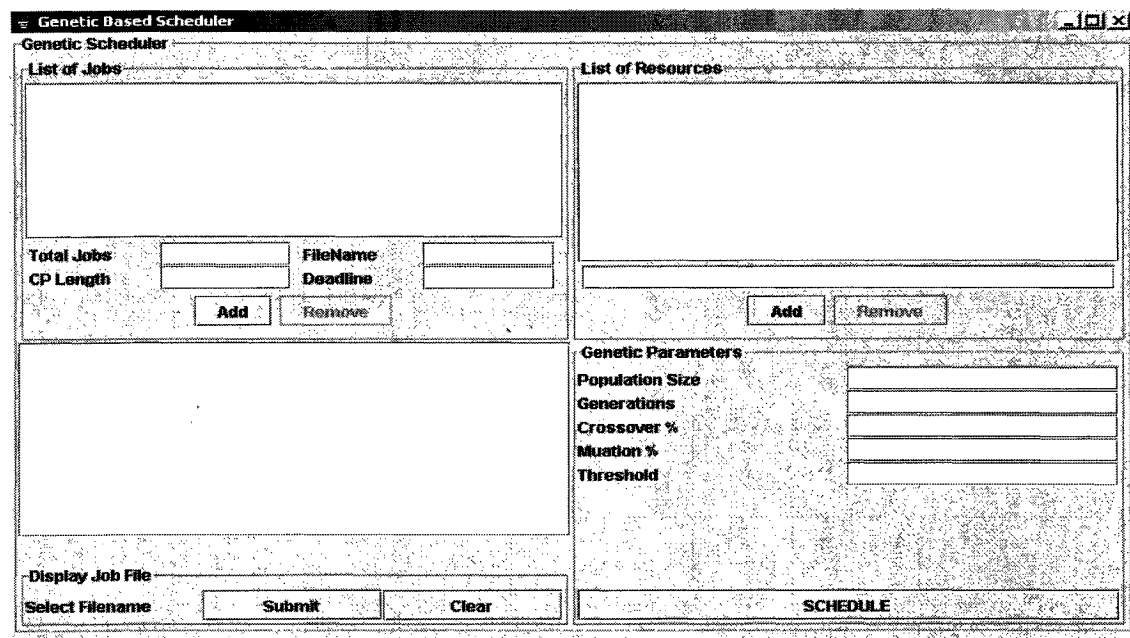 Genetic Based Scheduler
Genetic Scheduler
List of Jobs
Total Jobs FileName
CP Length Deadline
Add Remove
List of Resources
Add Remove
Genetic Parameters
Population Size
Generations
Crossover %
Muation %
Threshold
Display Job File
Select Filename Submit Clear
SCHEDULE